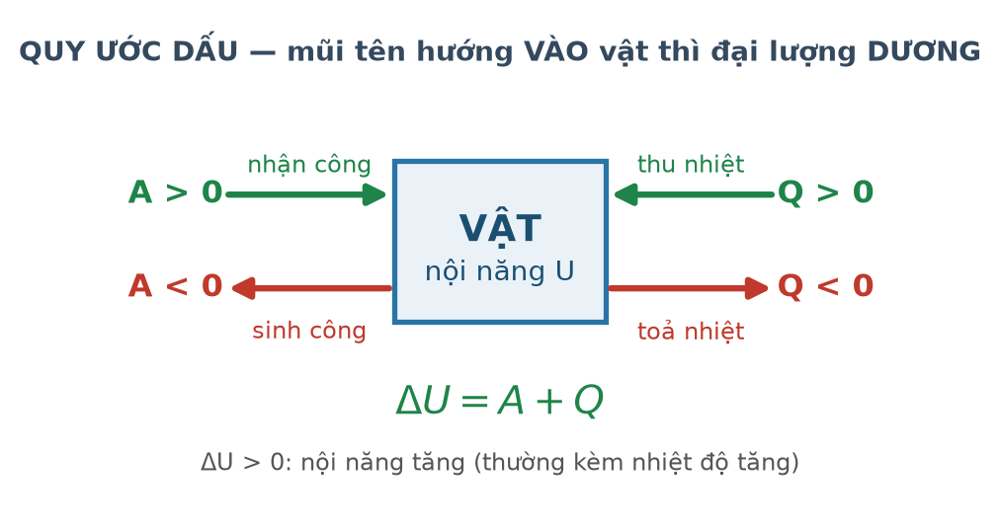 QUY ƯỚC DẤU — mũi tên hướng VÀO vật thì đại lượng DƯƠNG
nhận công
thu nhiệt
A > 0
Q > 0
VẬT
nội năng U
A < 0
Q < 0
sinh công
toả nhiệt
ΔU = A + Q
ΔU > 0: nội năng tăng (thường kèm nhiệt độ tăng)